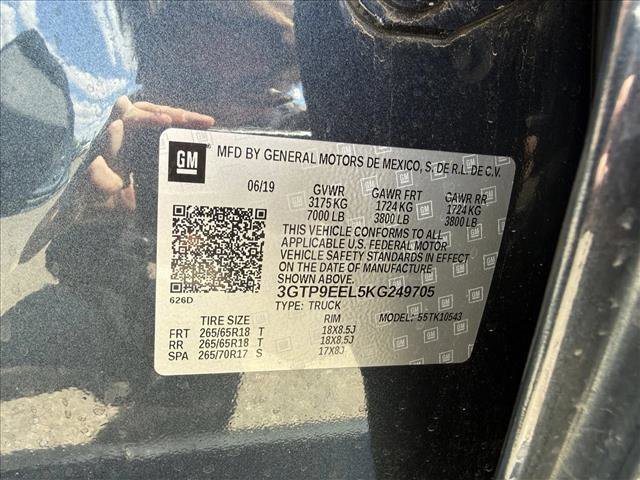 GM MFD BY GENERAL MOTORS DE MEXICO, S. DE R.L. DE C.V.
06/19 GVWR GAWR FRT GAWR RR
3175 KG 1724 KG 1724 KG
7000 LB 3800 LB 3800 LB
THIS VEHICLE CONFORMS TO ALL
APPLICABLE U.S. FEDERAL MOTOR
VEHICLE SAFETY STANDARDS IN EFFECT
ON THE DATE OF MANUFACTURE
SHOWN ABOVE.
626D
3GTP9EEL5KG249705
TYPE: TRUCK
TIRE SIZE RIM MODEL: 55TK10543
FRT 265/65R18 T 18X8.5J
RR 265/65R18 T 18X8.5J
SPA 265/70R17 S 17X8J